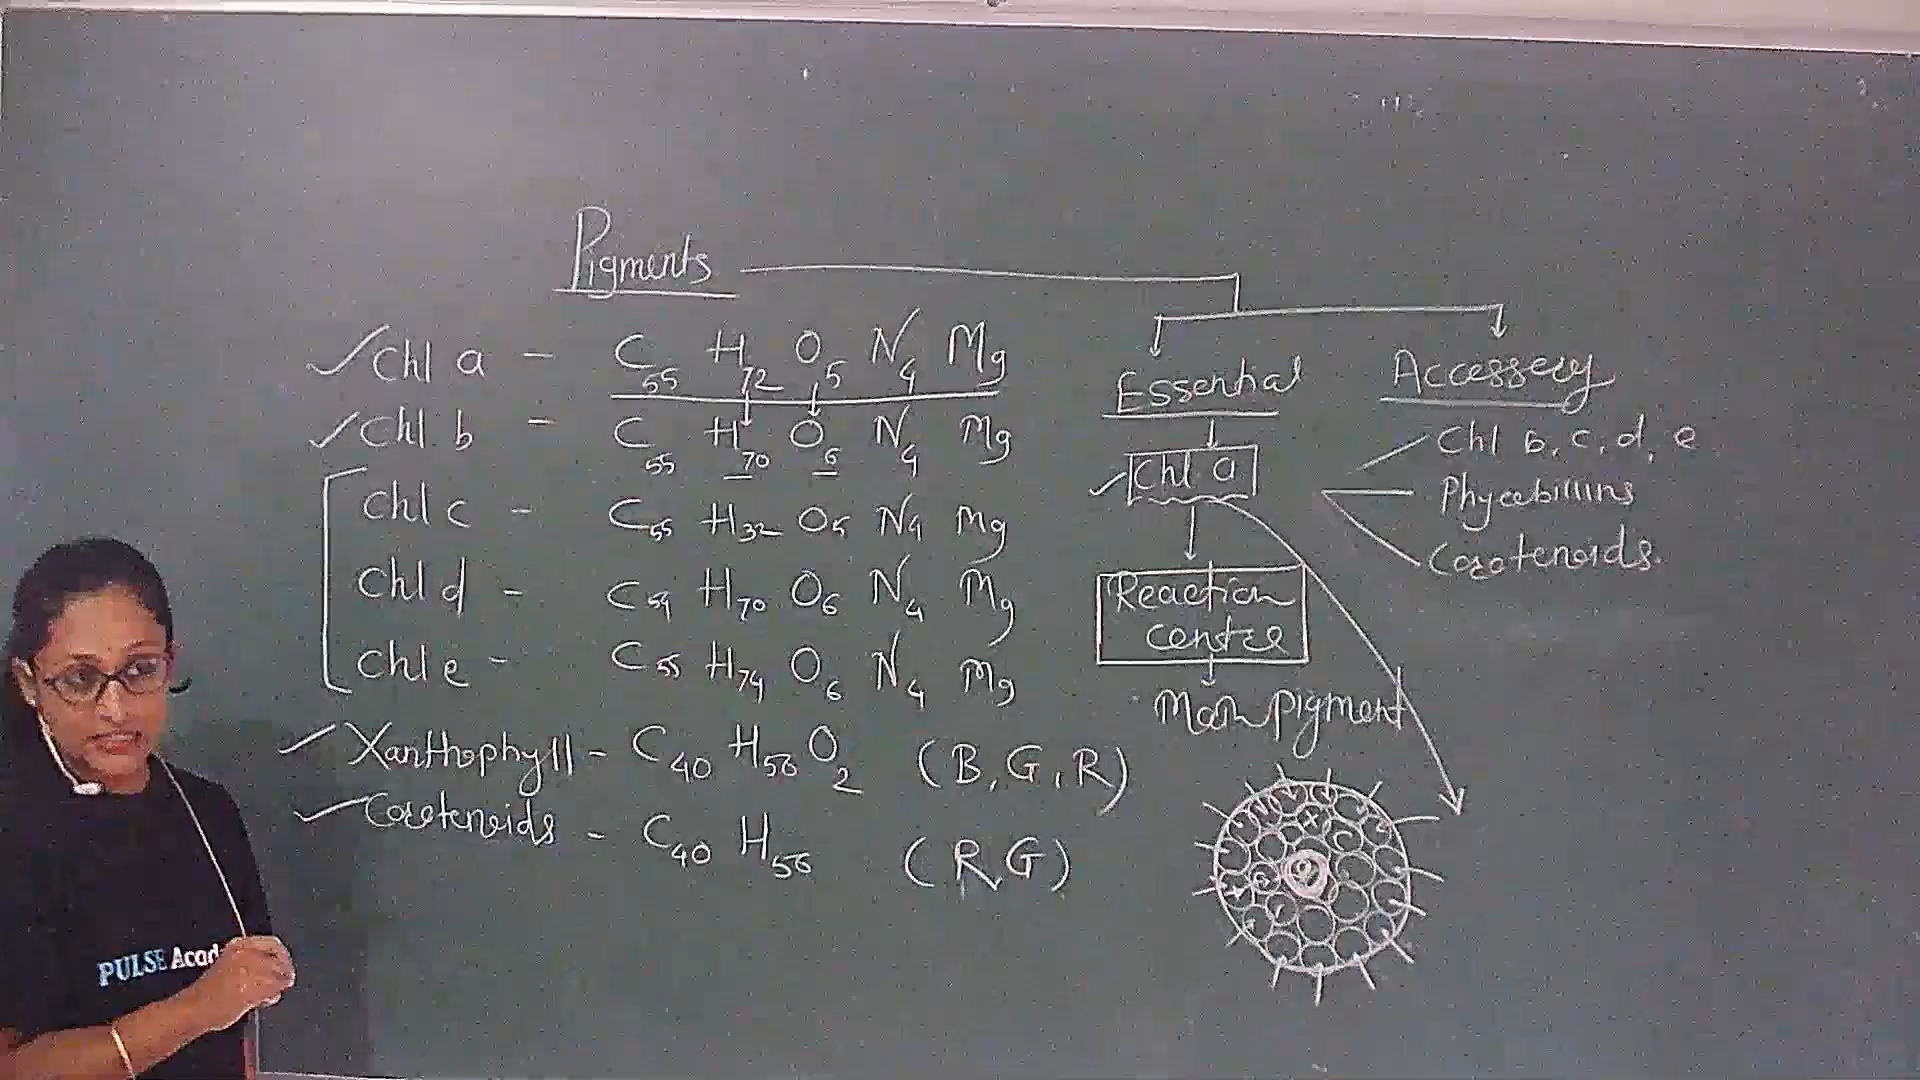 Pigments
Chl a - C55 H72 O5 N4 Mg
Chl b - C55 H70 O6 N4 Mg
Chl c - C55 H32 O5 N4 Mg
Chl d - C54 H70 O6 N4 Mg
Chl e - C55 H74 O6 N4 Mg
Xanthophyll - C40 H56 O2 (B, G, R)
Carotenoids - C40 H56 (R, G)
Essential
Chl a
Reaction
centre
Main pigment
Accessory
Chl b, c, d, e
Phycobillins
Carotenoids.
PULSE Acad